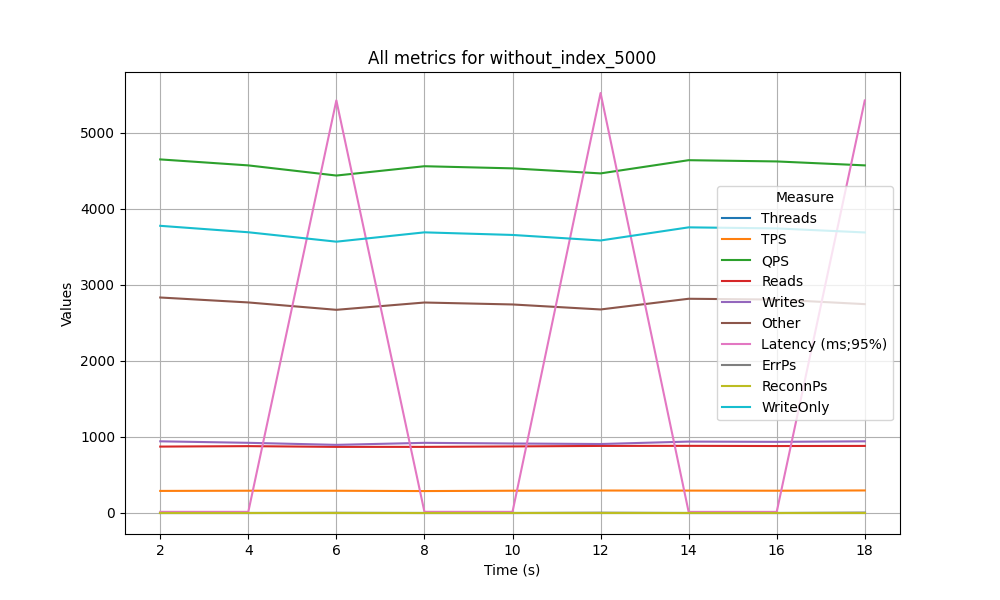 All metrics for without_index_5000
Values
5000
4000
3000
2000
1000
0
Measure
Threads
TPS
QPS
Reads
Writes
Other
Latency (ms;95%)
ErrPs
ReconnPs
WriteOnly
2 4 6 8 10 12 14 16 18
Time (s)